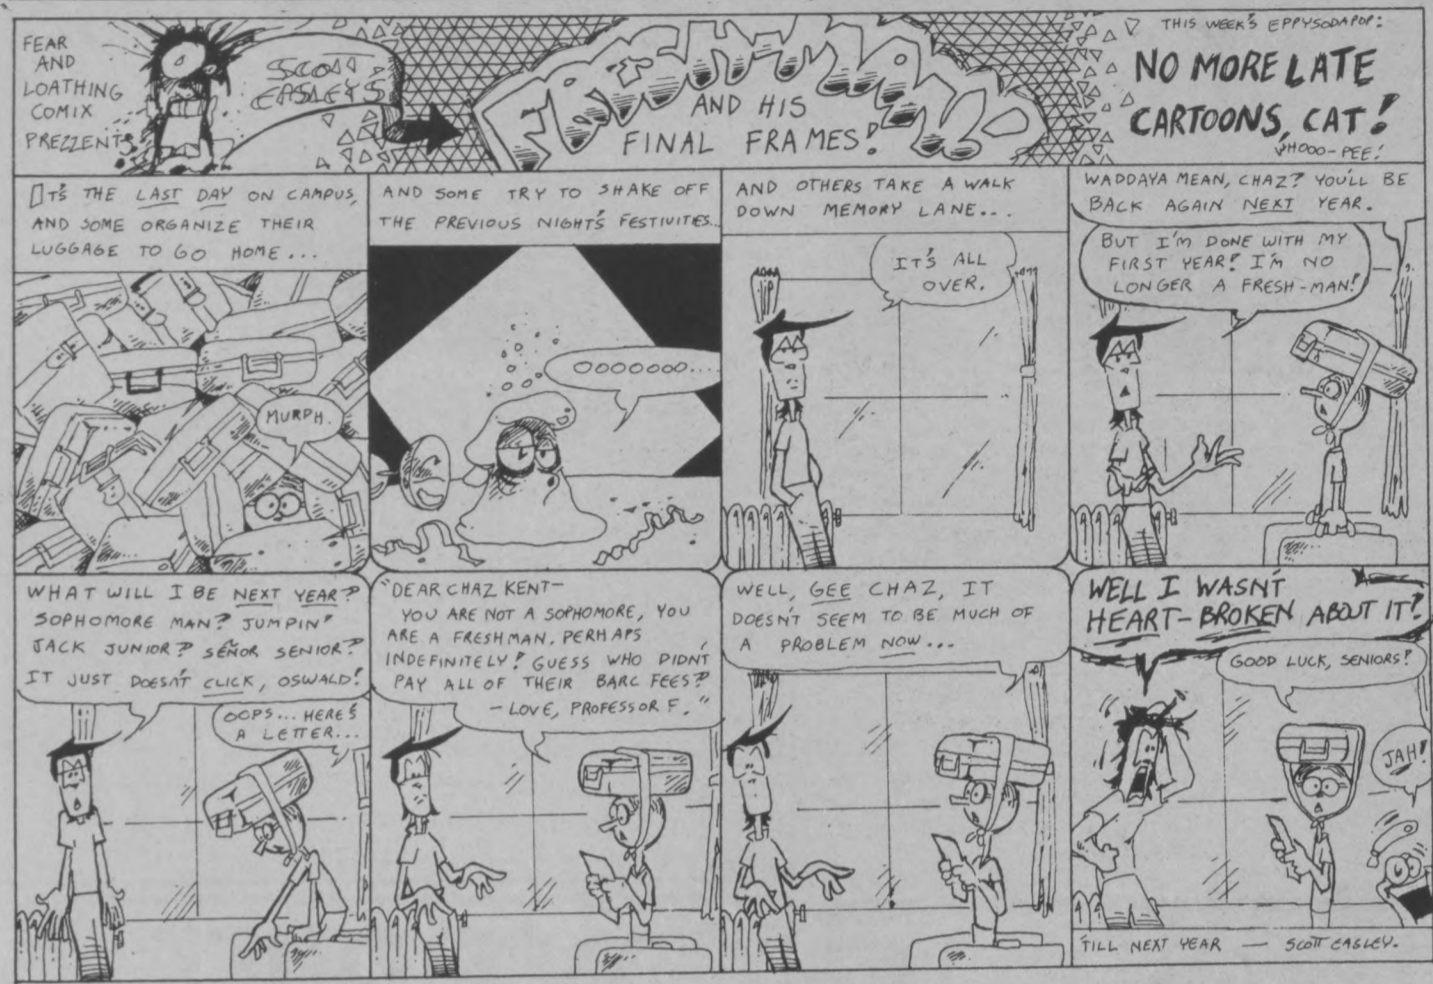 FEAR
AND
LOATHING
COMIX
PREZZENTS
SCOTT
EASLEY'S
FRESH-MAN!
AND HIS
FINAL FRAMES!
THIS WEEK'S EPPYSODAPOP:
NO MORE LATE
CARTOONS, CAT!
WHOOO-PEE!
IT'S THE LAST DAY ON CAMPUS,
AND SOME ORGANIZE THEIR
LUGGAGE TO GO HOME...
MURPH.
AND SOME TRY TO SHAKE OFF
THE PREVIOUS NIGHT'S FESTIVITIES...
OOOOOOO....
AND OTHERS TAKE A WALK
DOWN MEMORY LANE....
IT'S ALL
OVER.
WADDAYA MEAN, CHAZ? YOU'LL BE
BACK AGAIN NEXT YEAR.
BUT I'M DONE WITH MY
FIRST YEAR! I'M NO
LONGER A FRESH-MAN!
WHAT WILL I BE NEXT YEAR?
SOPHOMORE MAN? JUMPIN'
JACK JUNIOR? SEÑOR SENIOR?
IT JUST DOESN'T CLICK, OSWALD!
OOPS... HERE'S
A LETTER...
"DEAR CHAZ KENT—
YOU ARE NOT A SOPHOMORE, YOU
ARE A FRESHMAN. PERHAPS
INDEFINITELY! GUESS WHO DIDN'T
PAY ALL OF THEIR BARC FEES?
-LOVE, PROFESSOR F."
WELL, GEE CHAZ, IT
DOESN'T SEEM TO BE MUCH OF
A PROBLEM NOW...
WELL I WASN'T
HEART-BROKEN ABOUT IT!
GOOD LUCK, SENIORS!
JAH!
'TILL NEXT YEAR — SCOTT EASLEY.